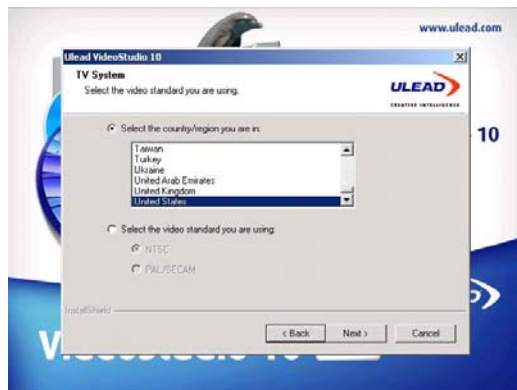 www.ulead.com
Ulead VideoStudio 10
TV System
Select the video standard you are using.
ULEAD
CREATIVE INTELLIGENCE
Select the country/region you are in:
10
Taiwan
Turkey
Ukraine
United Arab Emirates
United Kingdom
United States
Select the video standard you are using:
NTSC
PAL/SECAM
InstallShield
< Back
Next >
Cancel